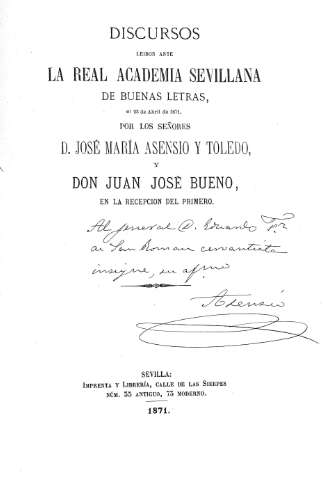 DISCURSOS
LEIDOS ANTE
LA REAL ACADEMIA SEVILLANA
DE BUENAS LETRAS,
el 23 de Abril de 1871,
POR LOS SEÑORES
D. JOSÉ MARÍA ASENSIO Y TOLEDO,
Y
DON JUAN JOSÉ BUENO,
EN LA RECEPCION DEL PRIMERO.
Al general D. Eduardo Fz
de San Roman cervantista
insigne, su afmo
Asensio
SEVILLA:
IMPRENTA Y LIBRERÍA, CALLE DE LAS SIERPES
NÚM. 35 ANTIGUO, 73 MODERNO.
1871.